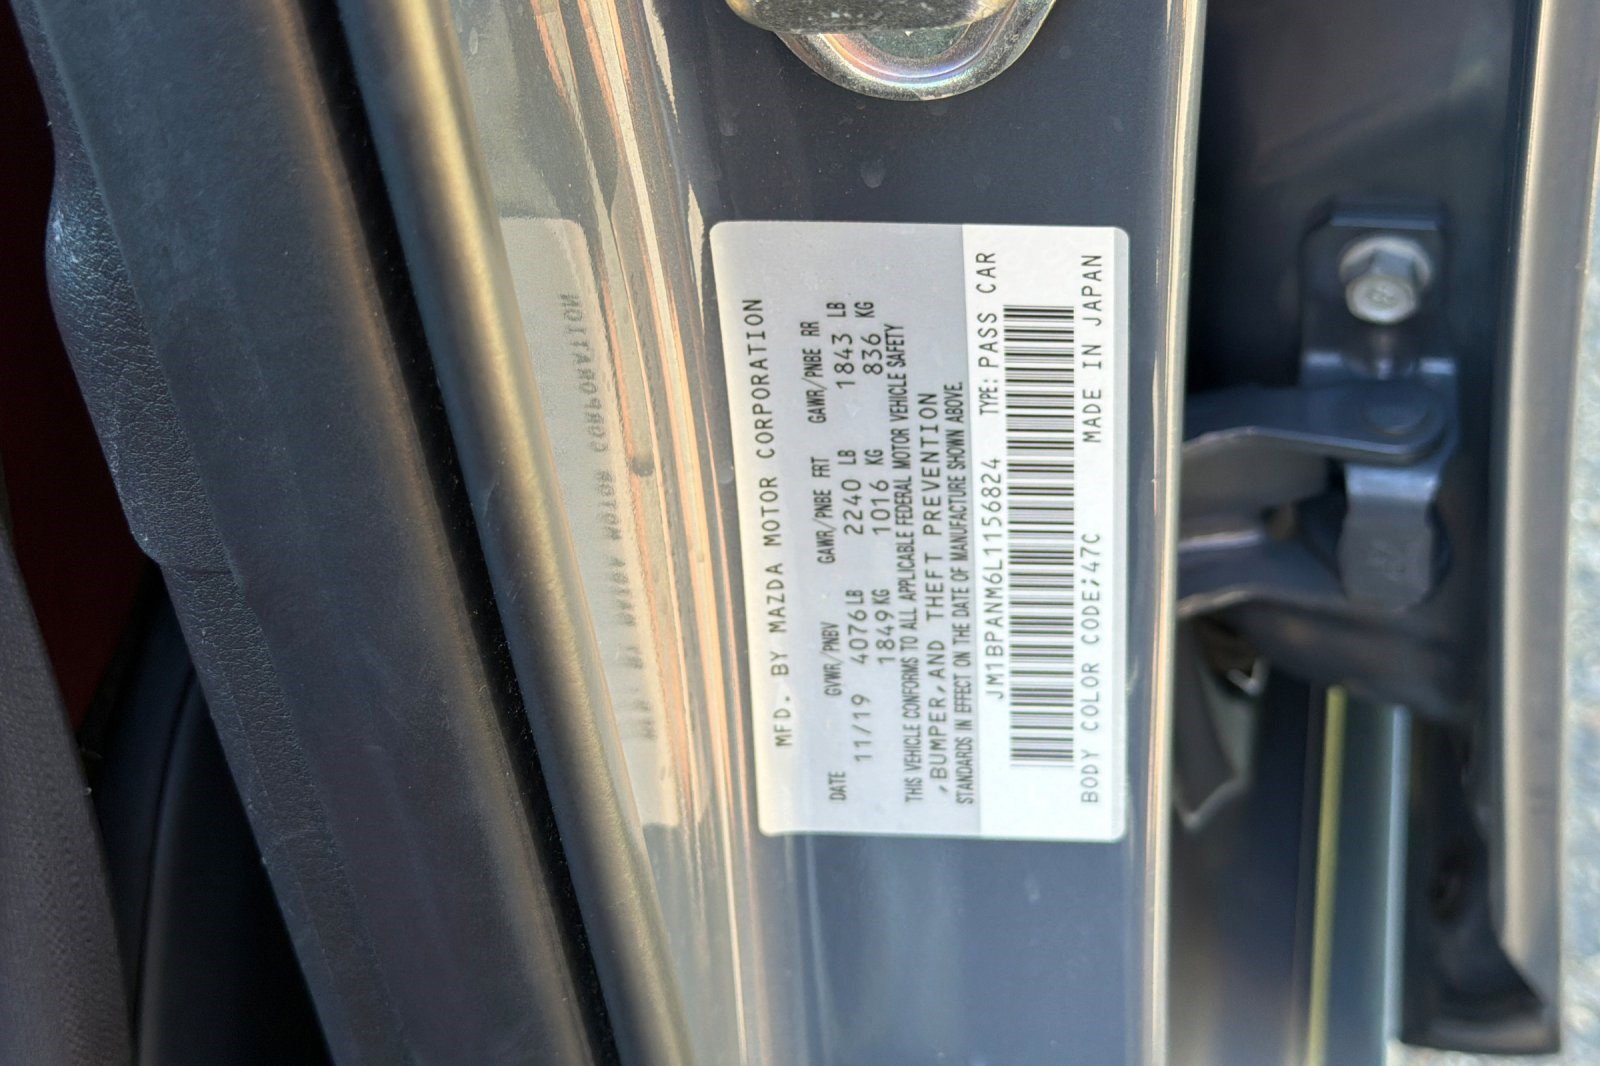 MFD. BY MAZDA MOTOR CORPORATION
DATE GVWR/PNBV GAWR/PNBE FRT GAWR/PNBE RR
11/19 4076LB 2240 LB 1843 LB
1849KG 1016 KG 836 KG
THIS VEHICLE CONFORMS TO ALL APPLICABLE FEDERAL MOTOR VEHICLE SAFETY
,BUMPER,AND THEFT PREVENTION
STANDARDS IN EFFECT ON THE DATE OF MANUFACTURE SHOWN ABOVE.
JM1BPANM6L1156824 TYPE: PASS CAR
BODY COLOR CODE;47C MADE IN JAPAN